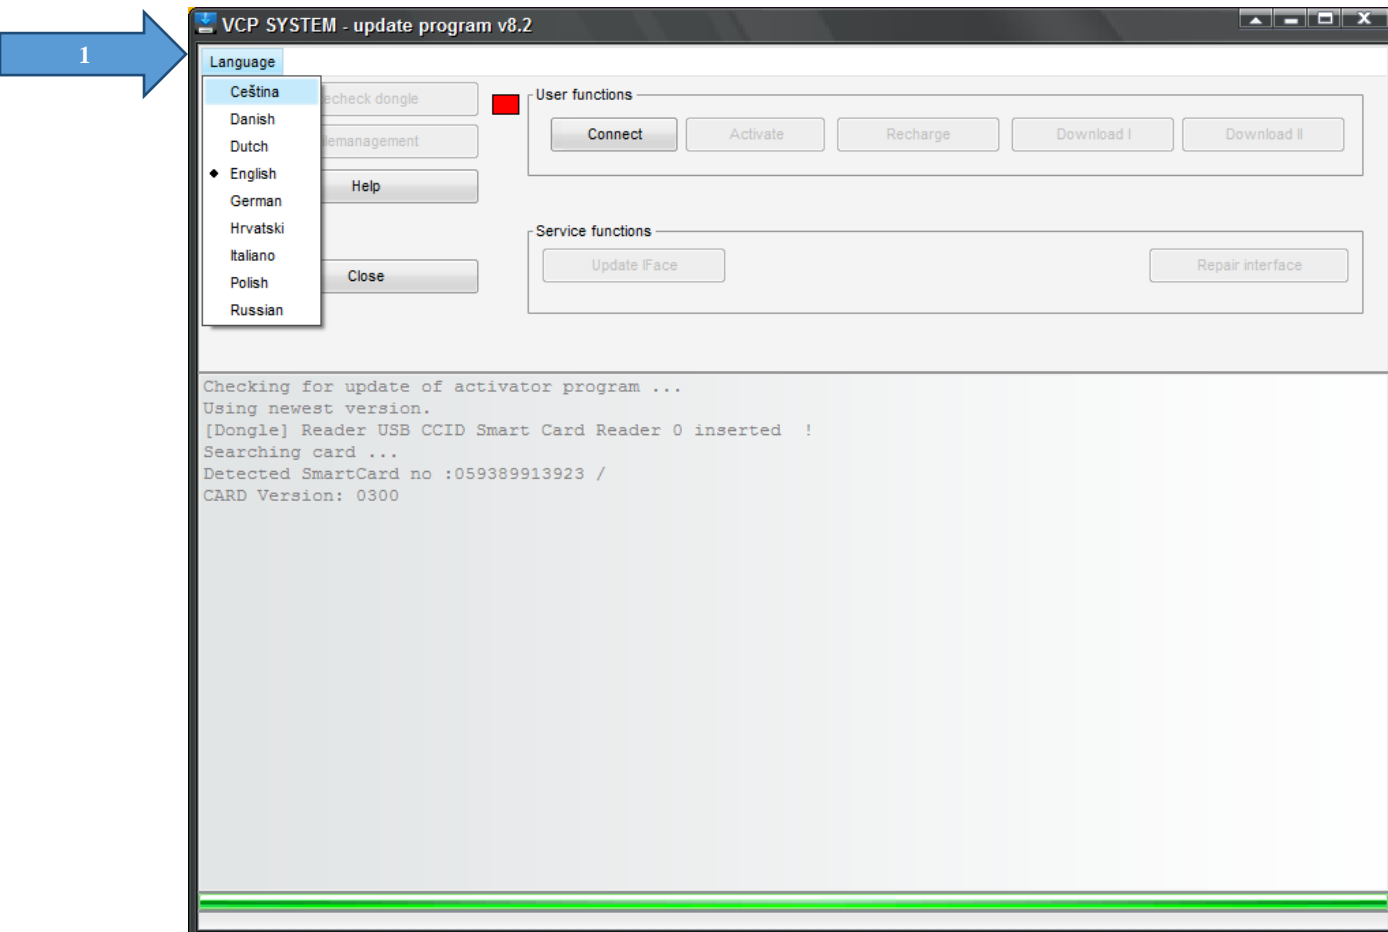 1
VCP SYSTEM - update program v8.2
Language
Ceština
Danish
Dutch
English
German
Hrvatski
Italiano
Polish
Russian
echeck dongle
lemanagement
Help
Close
User functions
Connect Activate Recharge Download I Download II
Service functions
Update IFace Repair interface
Checking for update of activator program ...
Using newest version.
[Dongle] Reader USB CCID Smart Card Reader 0 inserted !
Searching card ...
Detected SmartCard no :059389913923 /
CARD Version: 0300